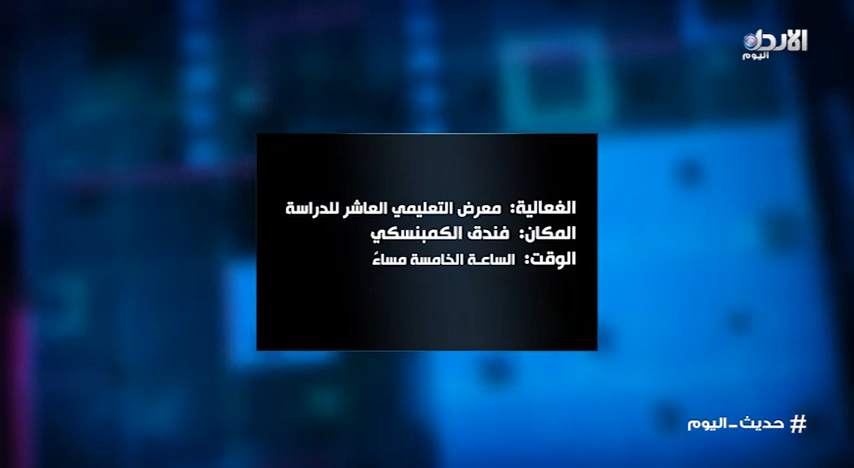 الأردن
اليوم
الفعالية: معرض التعليمي العاشر للدراسة
المكان: فندق الكمبنسكي
الوقت: الساعة الخامسة مساءً
# حديث_اليوم